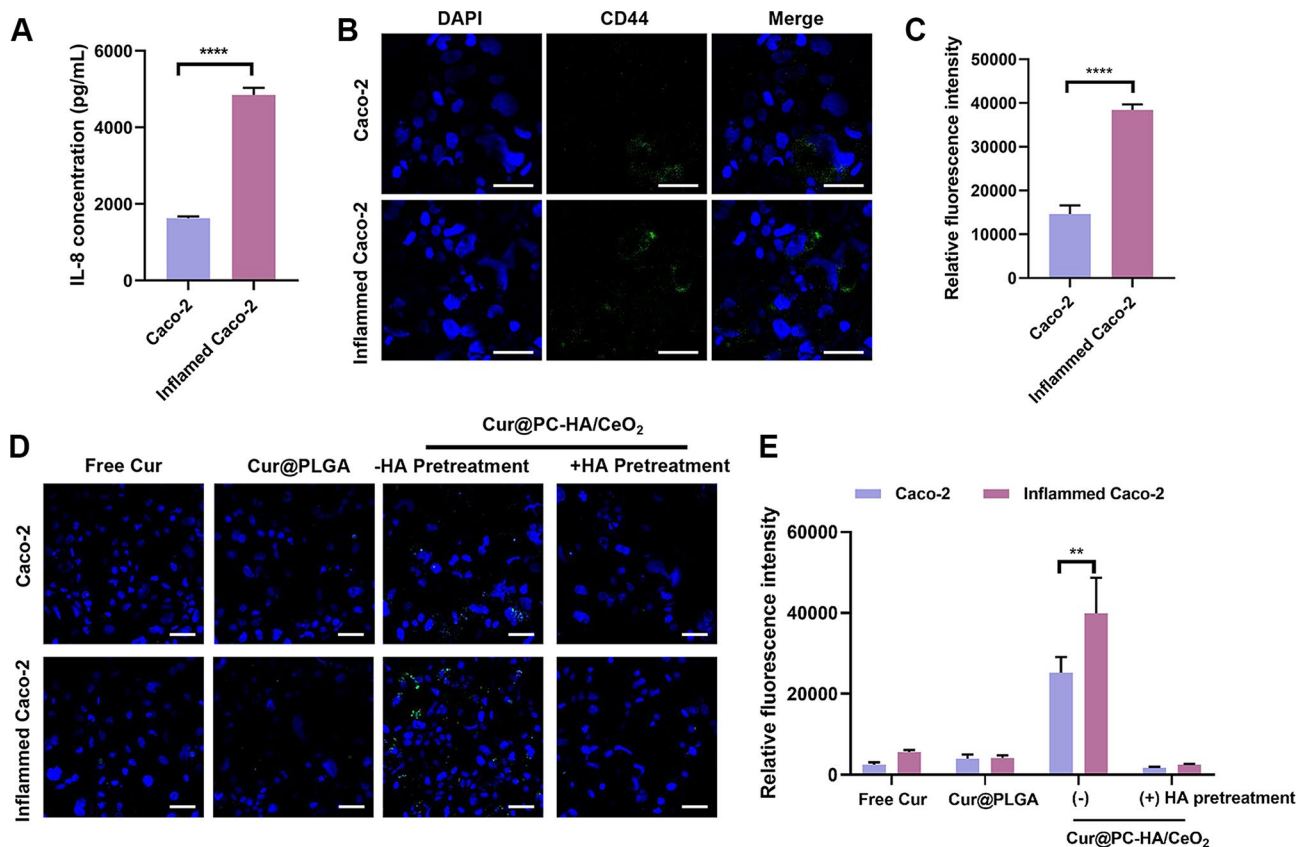 A
IL-8 concentration (pg/mL)
6000
4000
2000
0
****
Caco-2
Inflamed Caco-2
B
DAPI
CD44
Merge
Caco-2
Inflammed Caco-2
C
Relative fluorescence intensity
50000
40000
30000
20000
10000
0
****
Caco-2
Inflammed Caco-2
D
Cur@PC-HA/CeO₂
Free Cur
Cur@PLGA
-HA Pretreatment
+HA Pretreatment
Caco-2
Inflammed Caco-2
E
Caco-2
Inflammed Caco-2
Relative fluorescence intensity
60000
40000
20000
0
**
Free Cur
Cur@PLGA
(-)
(+) HA pretreatment
Cur@PC-HA/CeO₂